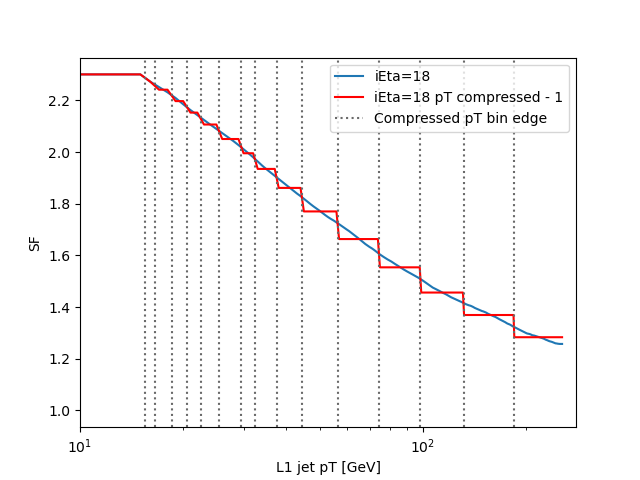 iEta=18
iEta=18 pT compressed - 1
Compressed pT bin edge
2.2
2.0
1.8
1.6
1.4
1.2
1.0
SF
10¹
10²
L1 jet pT [GeV]